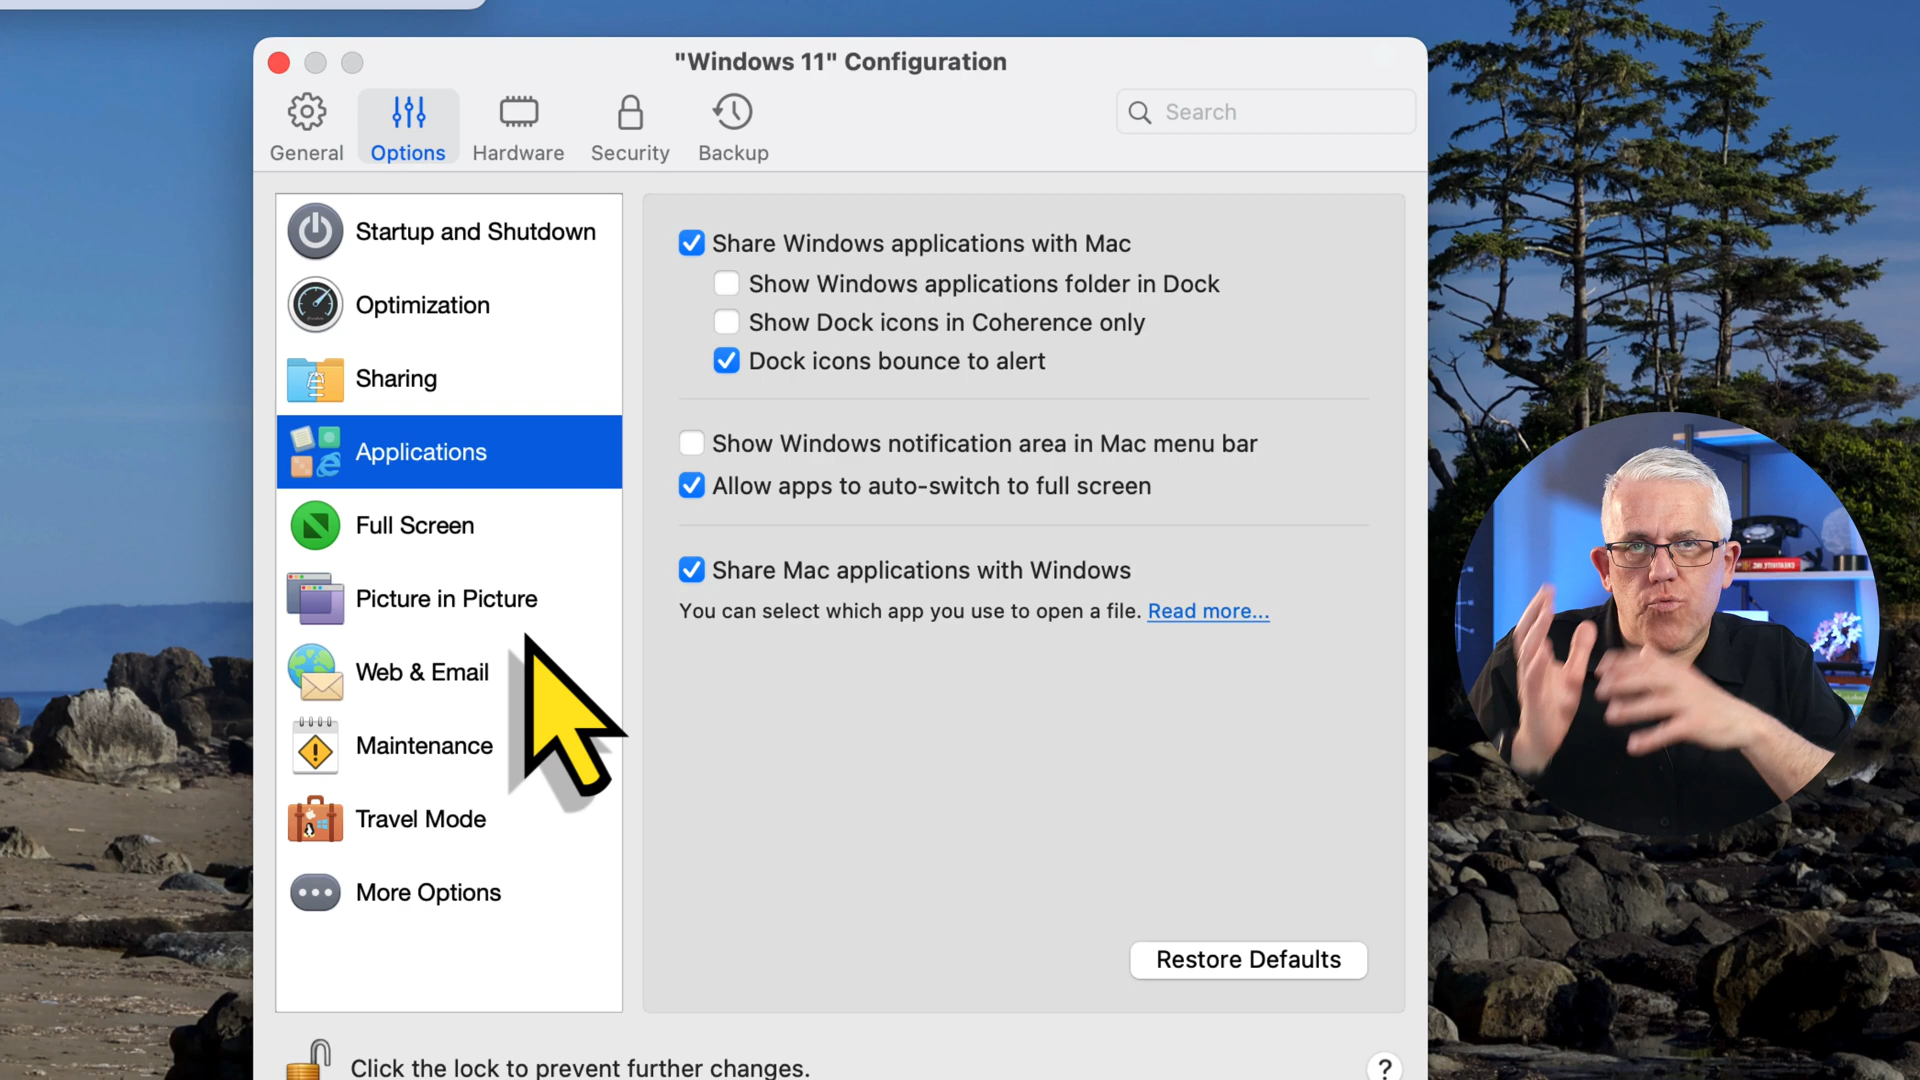 "Windows 11" Configuration
General
Options
Hardware
Security
Backup
Search
Startup and Shutdown
Optimization
Sharing
Applications
Full Screen
Picture in Picture
Web & Email
Maintenance
Travel Mode
More Options
Share Windows applications with Mac
Show Windows applications folder in Dock
Show Dock icons in Coherence only
Dock icons bounce to alert
Show Windows notification area in Mac menu bar
Allow apps to auto-switch to full screen
Share Mac applications with Windows
You can select which app you use to open a file. Read more...
Restore Defaults
Click the lock to prevent further changes.
?